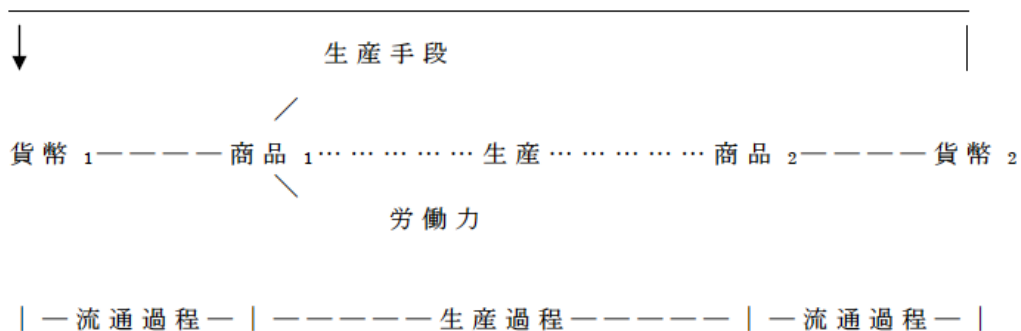 生産手段
貨幣 1————商品 1……………生産……………商品 2————貨幣 2
労働力
｜—流通過程—｜—————生産過程—————｜—流通過程—｜